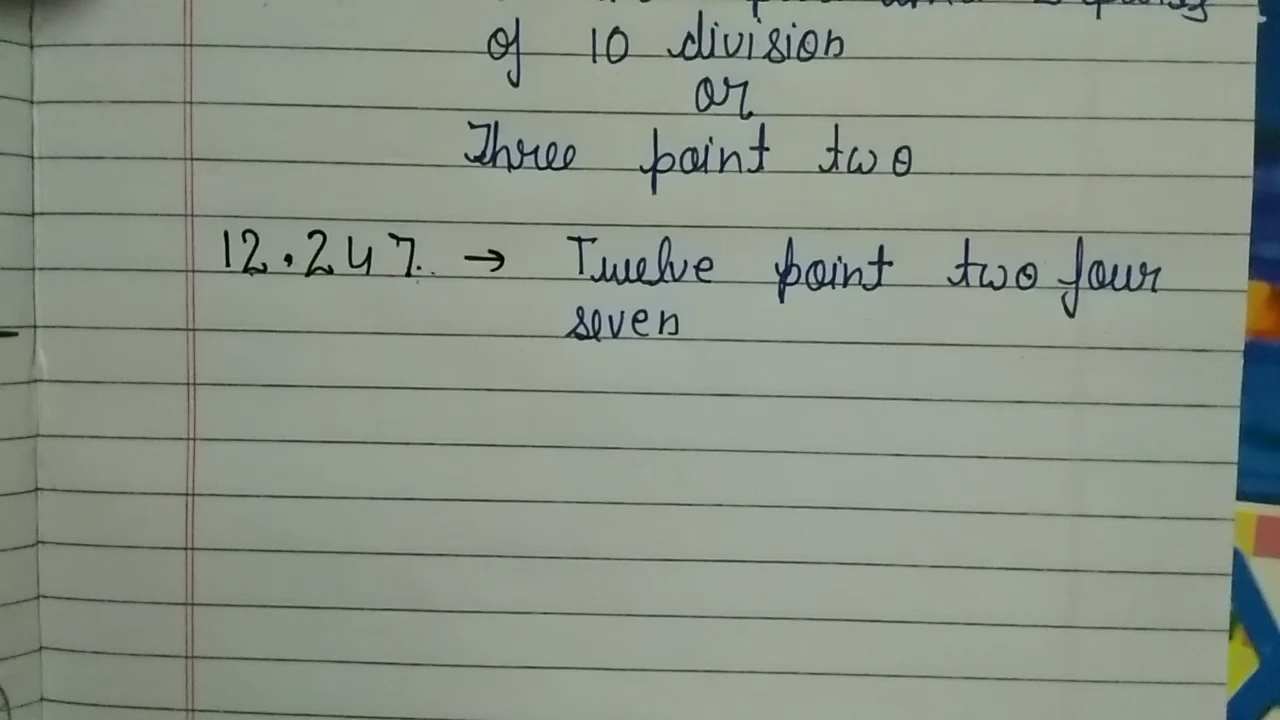 of 10 division
or
Three point two
12.247. → Twelve point two four
seven